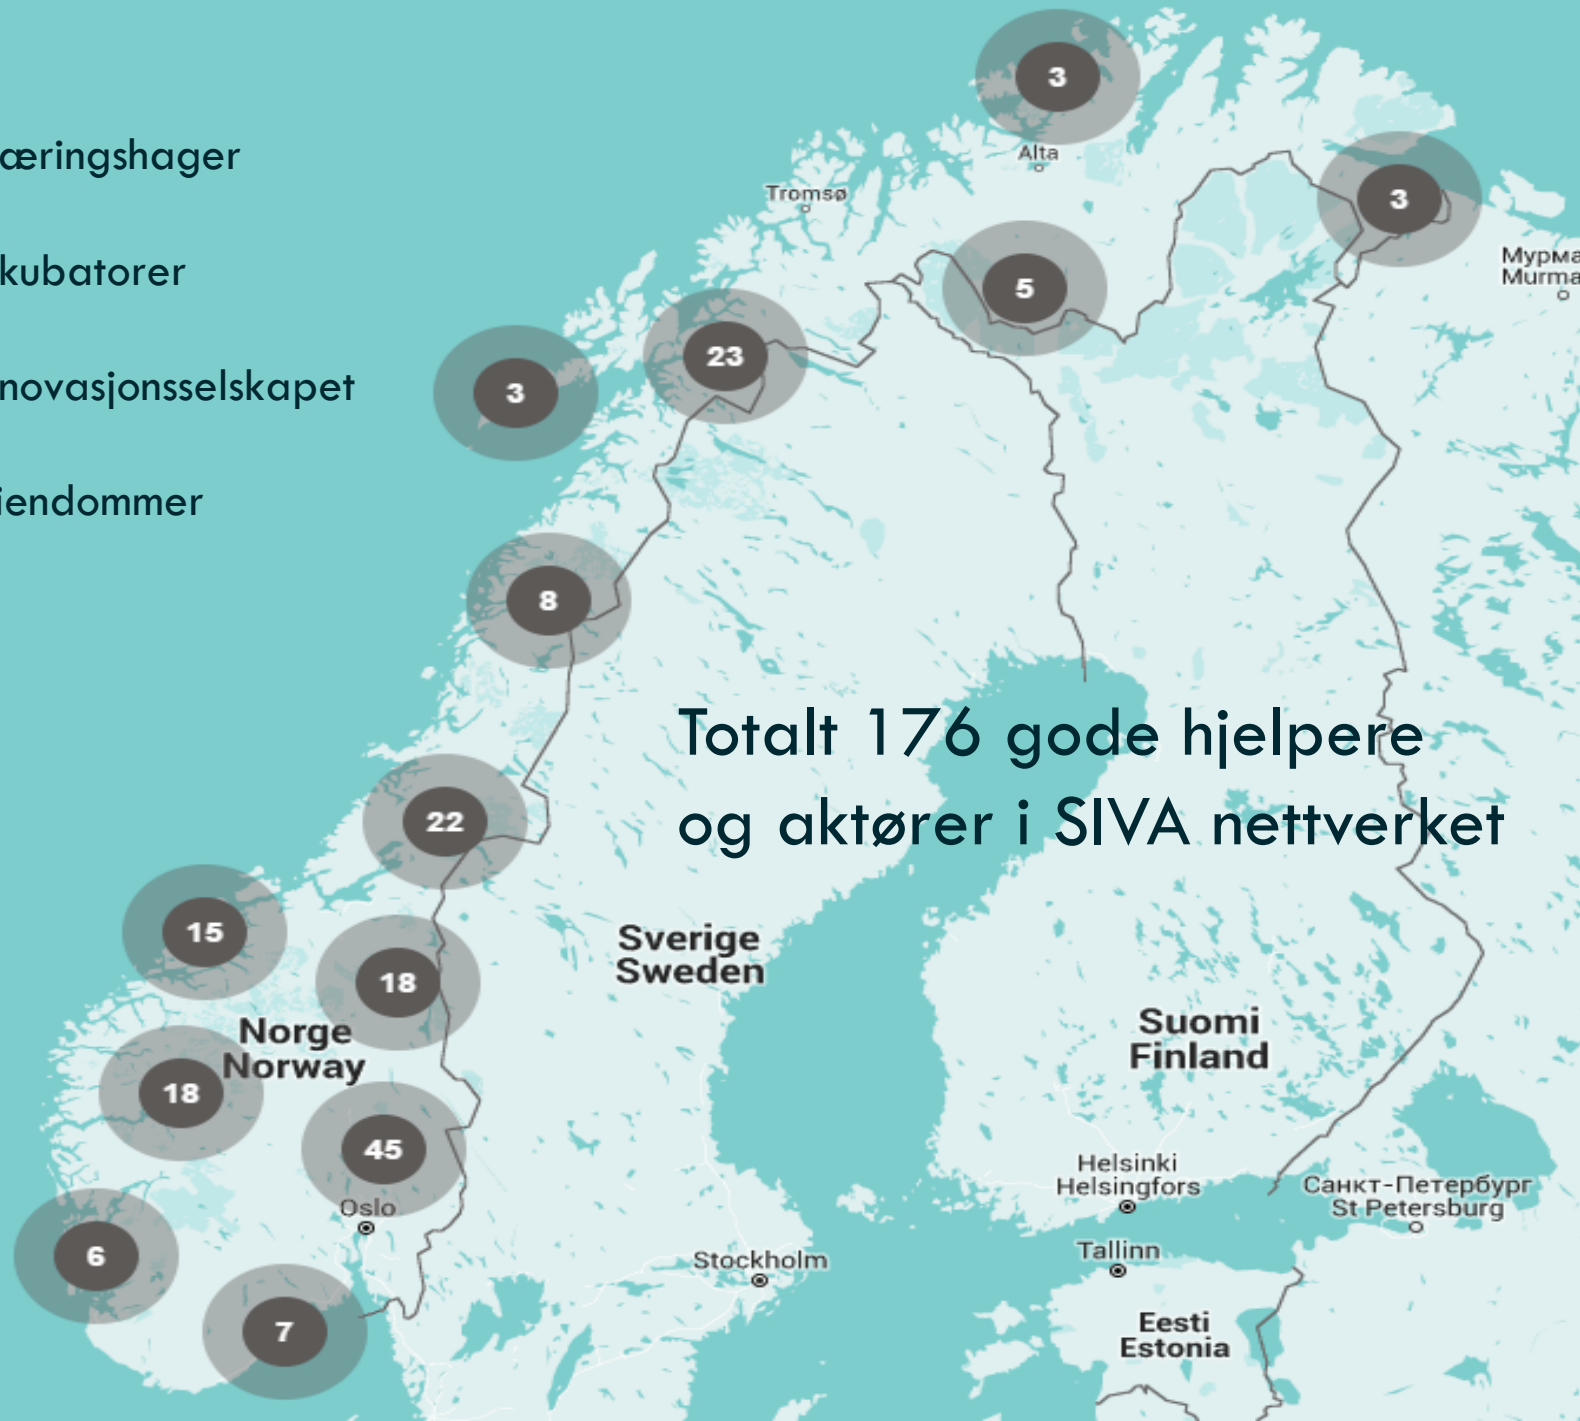 æringshager
kubatorer
novasjonsselskapet
iendommer
3
Alta
Tromsø
3
Мурма
Murma
5
23
3
8
Totalt 176 gode hjelpere
og aktører i SIVA nettverket
22
15
18
Sverige
Sweden
Norge
Norway
Suomi
Finland
18
45
Oslo
Helsinki
Helsingfors
Санкт-Петербург
St Petersburg
6
Stockholm
Tallinn
7
Eesti
Estonia